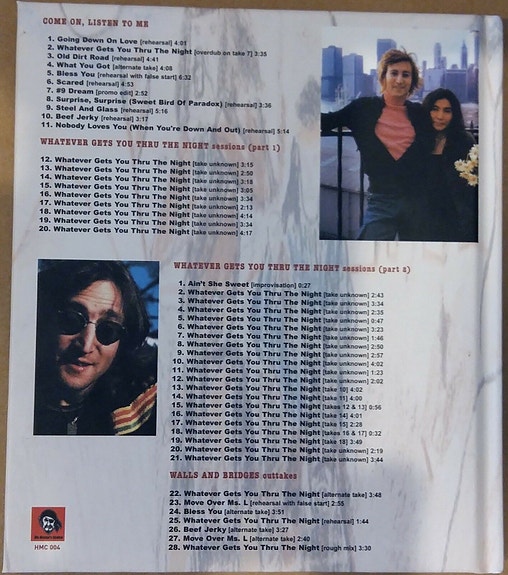 COME ON, LISTEN TO ME
1. Going Down On Love [rehearsal] 4:01
2. Whatever Gets You Thru The Night [overdub on take 7] 3:35
3. Old Dirt Road [rehearsal] 4:41
4. What You Got [alternate take] 4:08
5. Bless You [rehearsal with false start] 6:32
6. Scared [rehearsal] 4:53
7. #9 Dream [promo edit] 2:52
8. Surprise, Surprise (Sweet Bird Of Paradox) [rehearsal] 3:36
9. Steel And Glass [rehearsal] 5:16
10. Beef Jerky [rehearsal] 3:17
11. Nobody Loves You (When You're Down And Out) [rehearsal] 5:14
WHATEVER GETS YOU THRU THE NIGHT sessions (part 1)
12. Whatever Gets You Thru The Night [take unknown] 3:15
13. Whatever Gets You Thru The Night [take unknown] 2:50
14. Whatever Gets You Thru The Night [take unknown] 3:18
15. Whatever Gets You Thru The Night [take unknown] 3:05
16. Whatever Gets You Thru The Night [take unknown] 3:34
17. Whatever Gets You Thru The Night [take unknown] 2:13
18. Whatever Gets You Thru The Night [take unknown] 4:14
19. Whatever Gets You Thru The Night [take unknown] 3:34
20. Whatever Gets You Thru The Night [take unknown] 4:17
WHATEVER GETS YOU THRU THE NIGHT sessions (part 2)
1. Ain't She Sweet [improvisation] 0:27
2. Whatever Gets You Thru The Night [take unknown] 2:43
3. Whatever Gets You Thru The Night [take unknown] 3:34
4. Whatever Gets You Thru The Night [take unknown] 2:35
5. Whatever Gets You Thru The Night [take unknown] 0:47
6. Whatever Gets You Thru The Night [take unknown] 3:23
7. Whatever Gets You Thru The Night [take unknown] 1:46
8. Whatever Gets You Thru The Night [take unknown] 2:50
9. Whatever Gets You Thru The Night [take unknown] 2:57
10. Whatever Gets You Thru The Night [take unknown] 4:02
11. Whatever Gets You Thru The Night [take unknown] 1:23
12. Whatever Gets You Thru The Night [take unknown] 2:02
13. Whatever Gets You Thru The Night [take 10] 4:02
14. Whatever Gets You Thru The Night [take 11] 4:00
15. Whatever Gets You Thru The Night [takes 12 & 13] 0:56
16. Whatever Gets You Thru The Night [take 14] 4:01
17. Whatever Gets You Thru The Night [take 15] 2:28
18. Whatever Gets You Thru The Night [takes 16 & 17] 0:32
19. Whatever Gets You Thru The Night [take 18] 3:49
20. Whatever Gets You Thru The Night [take unknown] 2:19
21. Whatever Gets You Thru The Night [take unknown] 3:44
WALLS AND BRIDGES outtakes
22. Whatever Gets You Thru The Night [alternate take] 3:48
23. Move Over Ms. L [rehearsal with false start] 2:55
24. Bless You [alternate take] 3:51
25. Whatever Gets You Thru The Night [rehearsal] 1:44
26. Beef Jerky [alternate take] 3:27
27. Move Over Ms. L [alternate take] 2:40
28. Whatever Gets You Thru The Night [rough mix] 3:30
HMC 004